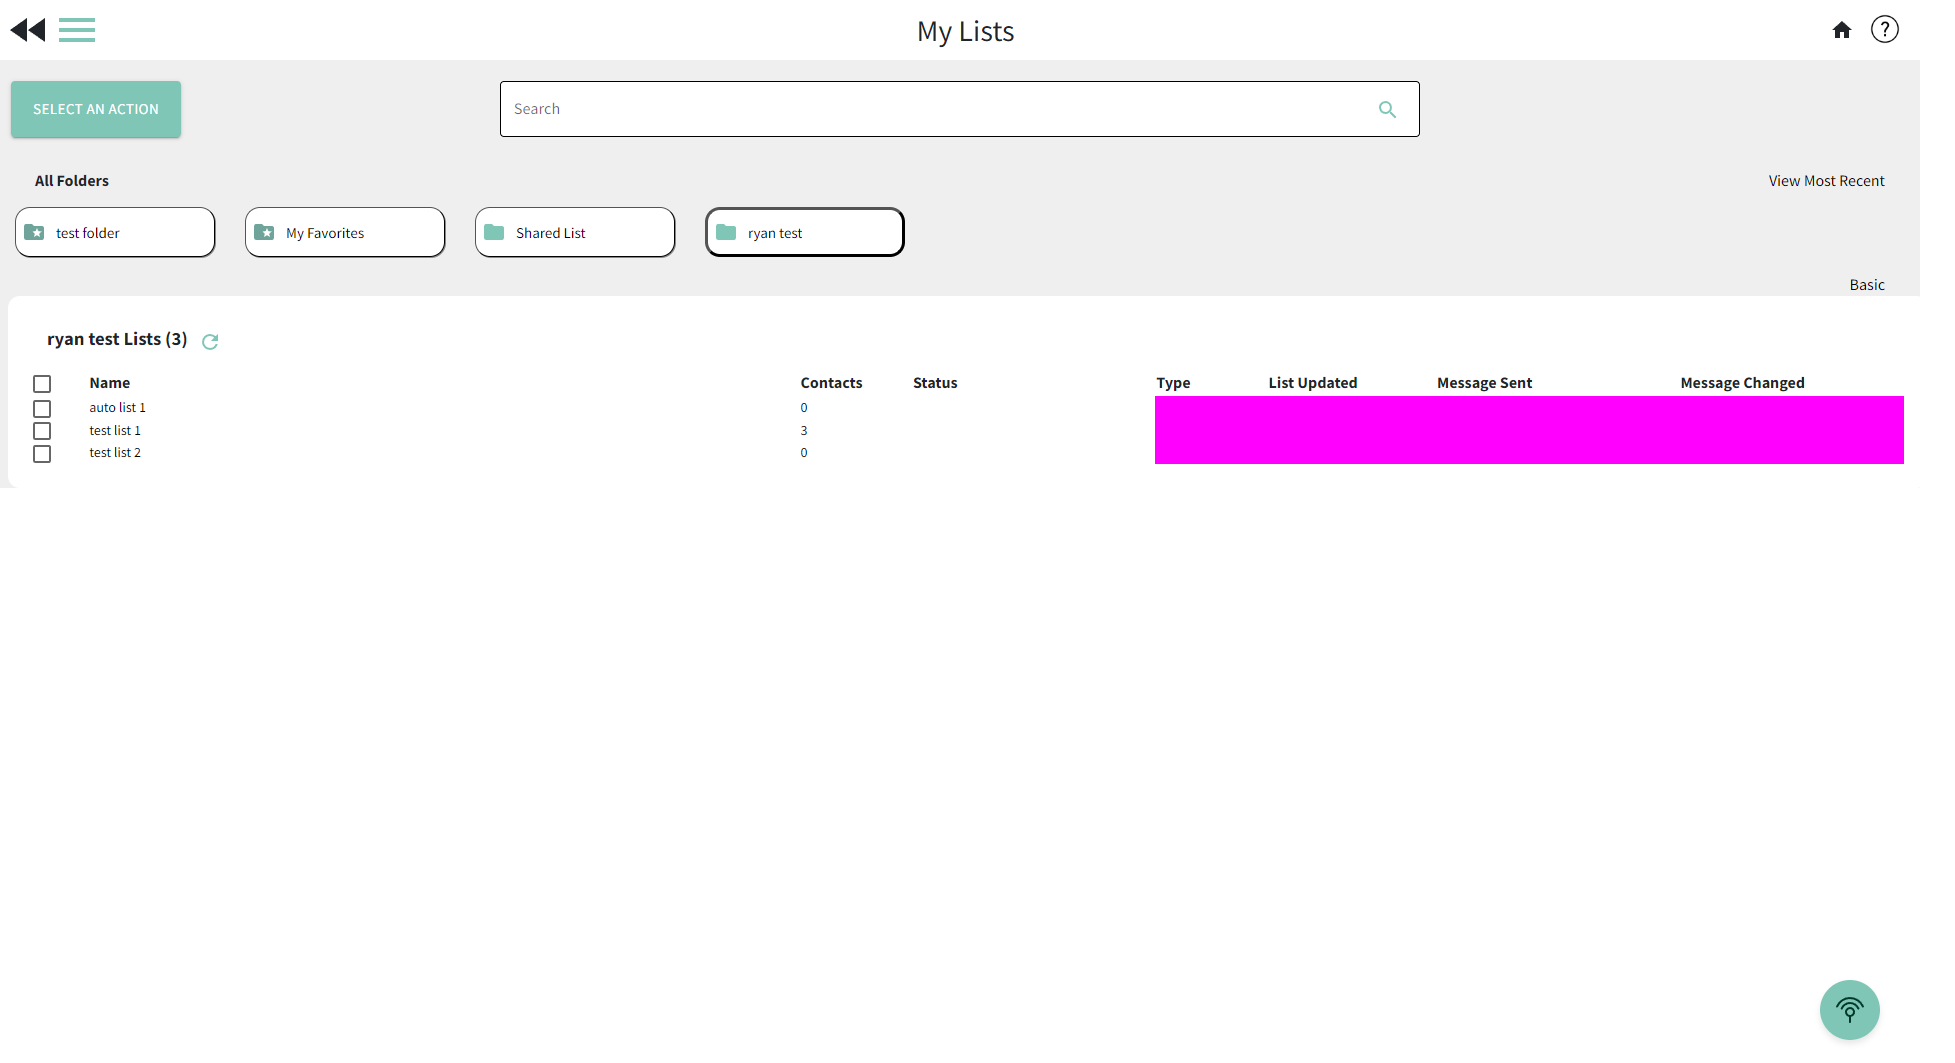 My Lists
?
SELECT AN ACTION
Search
All Folders
View Most Recent
test folder
My Favorites
Shared List
ryan test
Basic
ryan test Lists (3)
Name Contacts Status Type List Updated Message Sent Message Changed
auto list 1 0
test list 1 3
test list 2 0